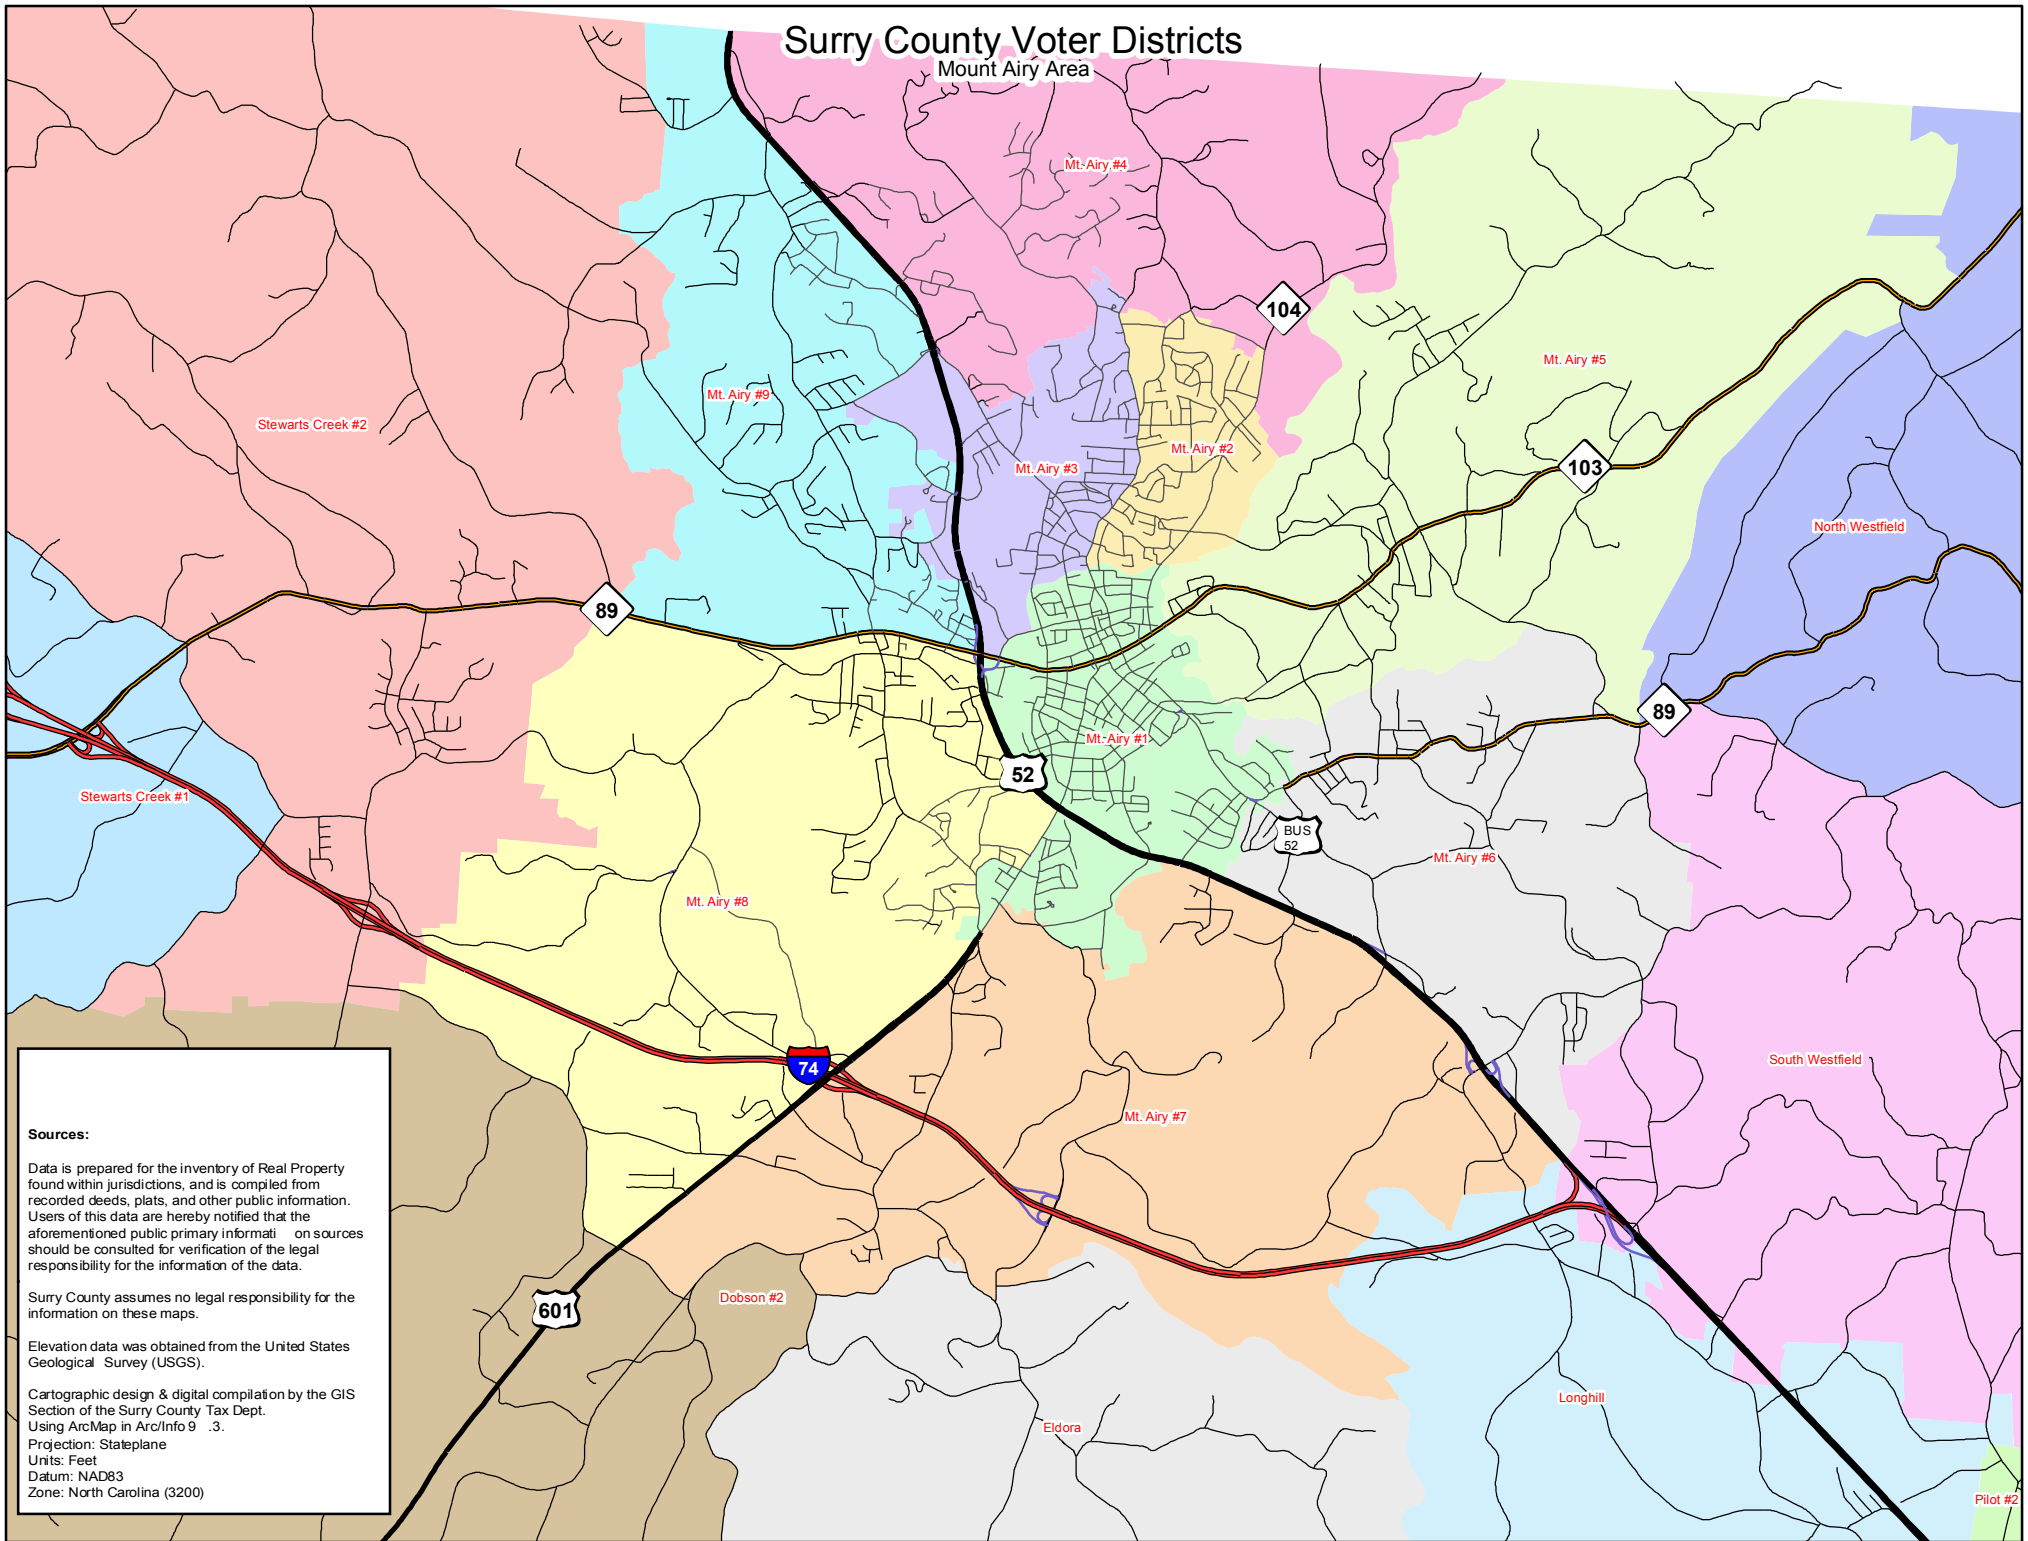 Surry County Voter Districts
Mount Airy Area
Mt. Airy #4
104
Mt. Airy #5
Mt. Airy #9
Stewarts Creek #2
Mt. Airy #2
Mt. Airy #3
103
North Westfield
89
89
Mt. Airy #1
52
Stewarts Creek #1
BUS
52
Mt. Airy #6
Mt. Airy #8
South Westfield
74
Mt. Airy #7
Sources:
Data is prepared for the inventory of Real Property
found within jurisdictions, and is compiled from
recorded deeds, plats, and other public information.
Users of this data are hereby notified that the
aforementioned public primary informati on sources
should be consulted for verification of the legal
responsibility for the information of the data.
Surry County assumes no legal responsibility for the
information on these maps.
Elevation data was obtained from the United States
Geological Survey (USGS).
Cartographic design & digital compilation by the GIS
Section of the Surry County Tax Dept.
Using ArcMap in Arc/Info 9 .3.
Projection: Stateplane
Units: Feet
Datum: NAD83
Zone: North Carolina (3200)
Dobson #2
601
Longhill
Eldora
Pilot #2